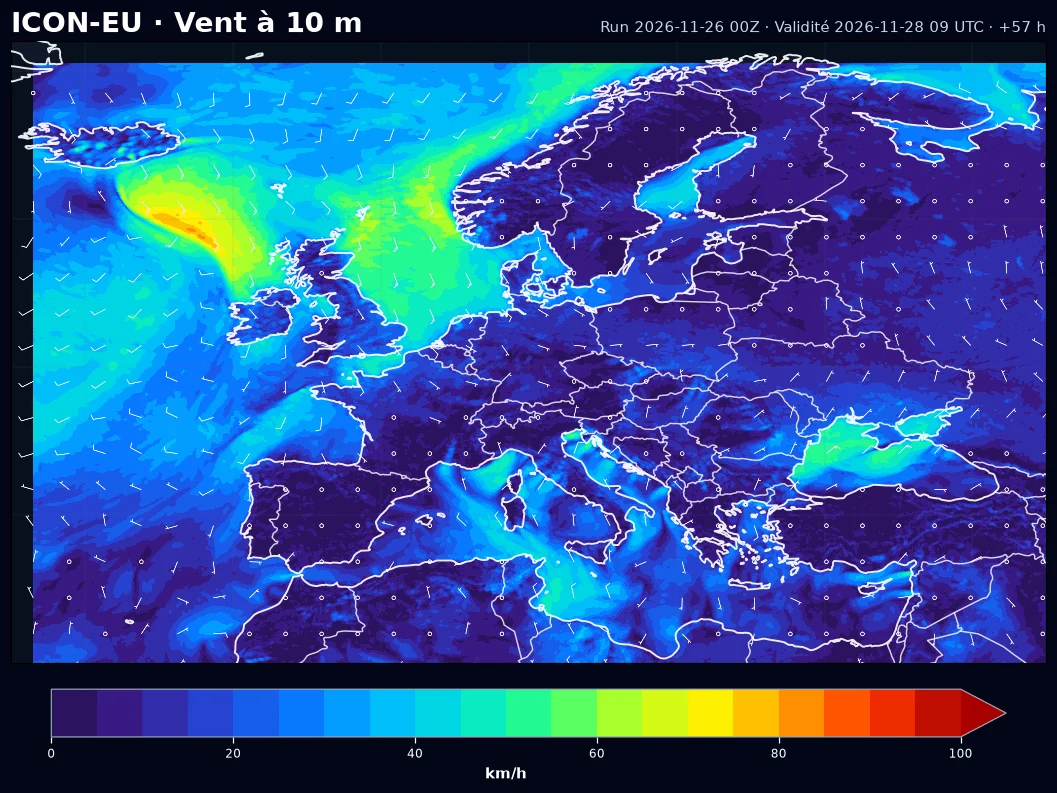 ICON-EU · Vent à 10 m
Run 2026-11-26 00Z · Validité 2026-11-28 09 UTC · +57 h
0 20 40 60 80 100
km/h